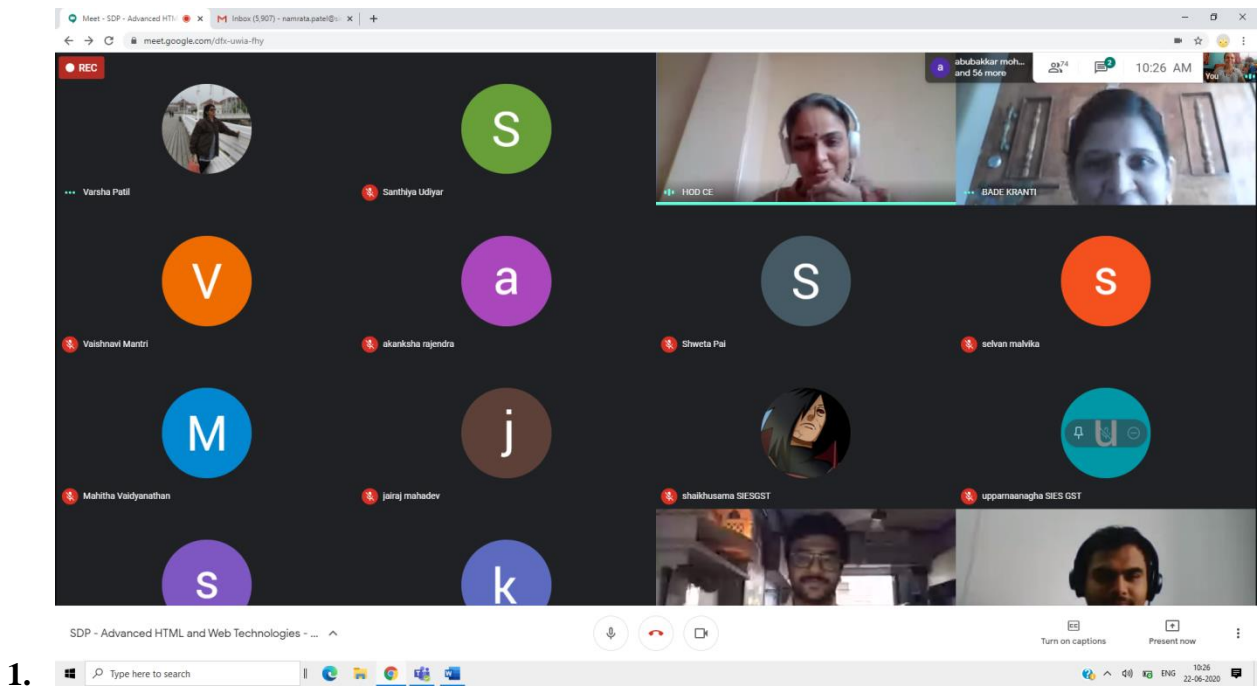 Meet - SDP - Advanced HTM
Inbox (5,907) - namrata.patel@s
meet.google.com/dfx-uwia-fhy
REC
a abubakkar moh...
and 56 more
74
2
10:26 AM
You
Varsha Patil
S
Santhiya Udiyar
HOD CE
BADE KRANTI
V
Vaishnavi Mantri
a
akanksha rajendra
S
Shweta Pai
s
selvan malvika
M
Mahitha Vaidyanathan
j
jairaj mahadev
shaikhusama SIESGST
u
upparnaanagha SIES GST
s
k
SDP - Advanced HTML and Web Technologies - ...
CC
Turn on captions
Present now
1.
Type here to search
ENG
10:26
22-06-2020